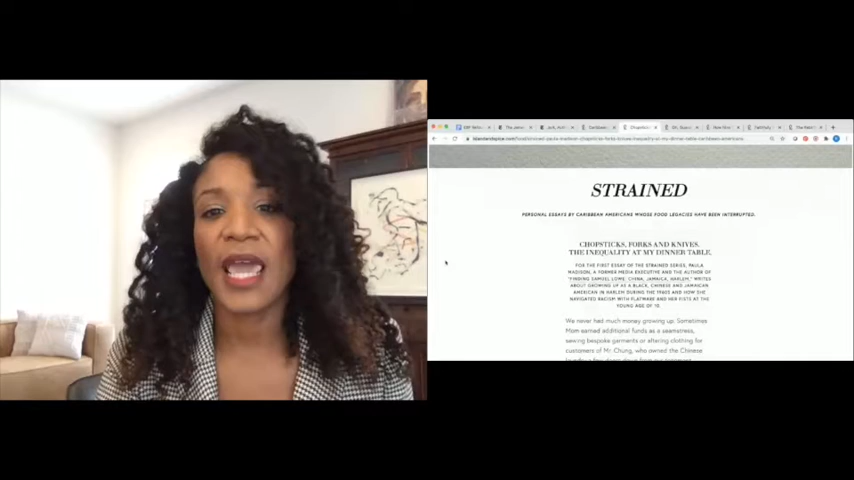 STRAINED
PERSONAL ESSAYS BY CARIBBEAN AMERICANS WHOSE FOOD LEGACIES HAVE BEEN INTERRUPTED.
CHOPSTICKS, FORKS AND KNIVES.
THE INEQUALITY AT MY DINNER TABLE.
FOR THE FIRST ESSAY OF THE STRAINED SERIES, PAULA
MADISON, A FORMER MEDIA EXECUTIVE AND THE AUTHOR OF
"FINDING SAMUEL LOWE: CHINA, JAMAICA, HARLEM," WRITES
ABOUT GROWING UP AS A BLACK, CHINESE AND JAMAICAN
AMERICAN IN HARLEM DURING THE 1960S AND HOW SHE
NAVIGATED RACISM WITH FLATWARE AND HER FISTS AT THE
YOUNG AGE OF 10.
We never had much money growing up. Sometimes
Mom earned additional funds as a seamstress,
sewing bespoke garments or altering clothing for
customers of Mr. Chung, who owned the Chinese